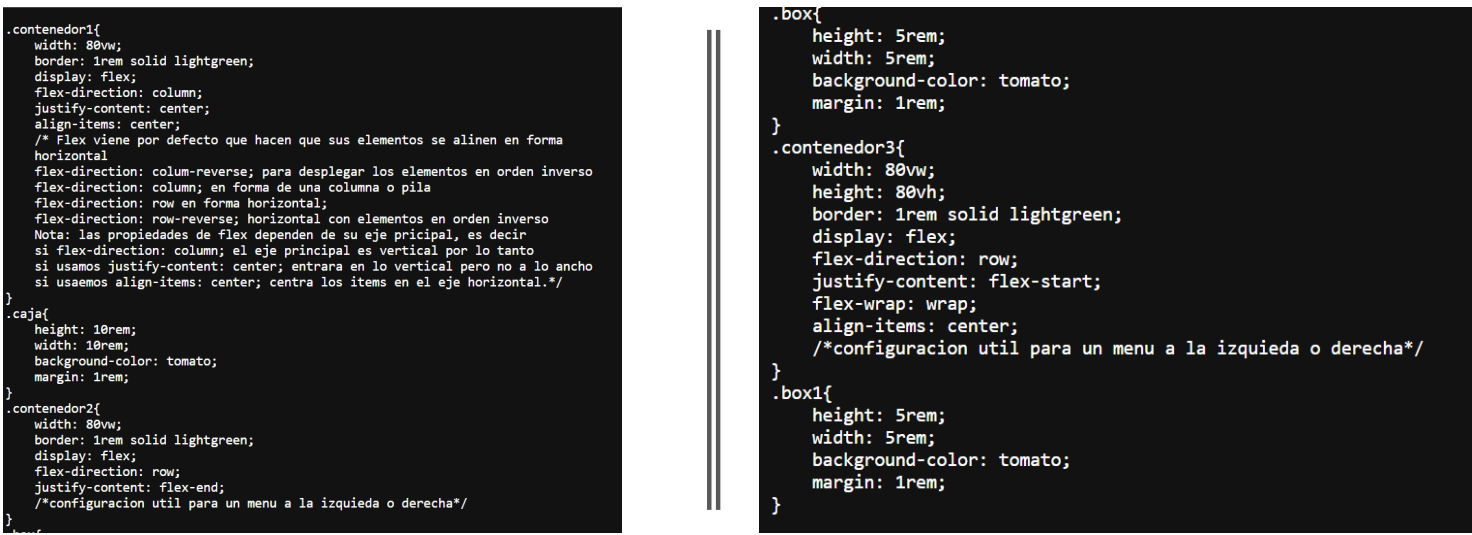 .contenedor1{
    width: 80vw;
    border: 1rem solid lightgreen;
    display: flex;
    flex-direction: column;
    justify-content: center;
    align-items: center;
    /* Flex viene por defecto que hacen que sus elementos se alinen en forma
    horizontal
    flex-direction: colum-reverse; para desplegar los elementos en orden inverso
    flex-direction: column; en forma de una columna o pila
    flex-direction: row en forma horizontal;
    flex-direction: row-reverse; horizontal con elementos en orden inverso
    Nota: las propiedades de flex dependen de su eje pricipal, es decir
    si flex-direction: column; el eje principal es vertical por lo tanto
    si usamos justify-content: center; entrara en lo vertical pero no a lo ancho
    si usaemos align-items: center; centra los items en el eje horizontal.*/
}
.caja{
    height: 10rem;
    width: 10rem;
    background-color: tomato;
    margin: 1rem;
}
.contenedor2{
    width: 80vw;
    border: 1rem solid lightgreen;
    display: flex;
    flex-direction: row;
    justify-content: flex-end;
    /*configuracion util para un menu a la izquieda o derecha*/
}
.box{
.box{
    height: 5rem;
    width: 5rem;
    background-color: tomato;
    margin: 1rem;
}
.contenedor3{
    width: 80vw;
    height: 80vh;
    border: 1rem solid lightgreen;
    display: flex;
    flex-direction: row;
    justify-content: flex-start;
    flex-wrap: wrap;
    align-items: center;
    /*configuracion util para un menu a la izquieda o derecha*/
}
.box1{
    height: 5rem;
    width: 5rem;
    background-color: tomato;
    margin: 1rem;
}